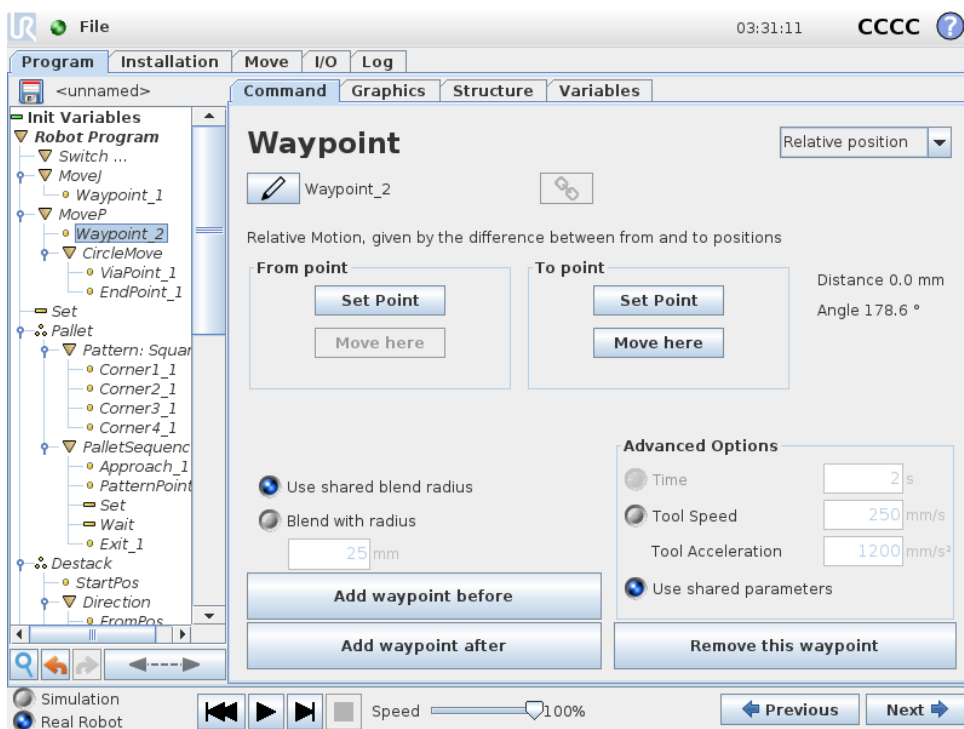 UR File 03:31:11 CCCC ?
Program Installation Move I/O Log
<unnamed> Command Graphics Structure Variables
Init Variables
Robot Program
Switch ...
MoveJ
Waypoint_1
MoveP
Waypoint_2
CircleMove
ViaPoint_1
EndPoint_1
Set
Pallet
Pattern: Squar
Corner1_1
Corner2_1
Corner3_1
Corner4_1
PalletSequenc
Approach_1
PatternPoint
Set
Wait
Exit_1
Destack
StartPos
Direction
FromPos
Waypoint
Relative position
Waypoint_2
Relative Motion, given by the difference between from and to positions
From point
Set Point
Move here
To point
Set Point
Move here
Distance 0.0 mm
Angle 178.6 °
Use shared blend radius
Blend with radius
25 mm
Advanced Options
Time 2 s
Tool Speed 250 mm/s
Tool Acceleration 1200 mm/s²
Use shared parameters
Add waypoint before
Add waypoint after
Remove this waypoint
Simulation
Real Robot
Speed 100%
Previous
Next